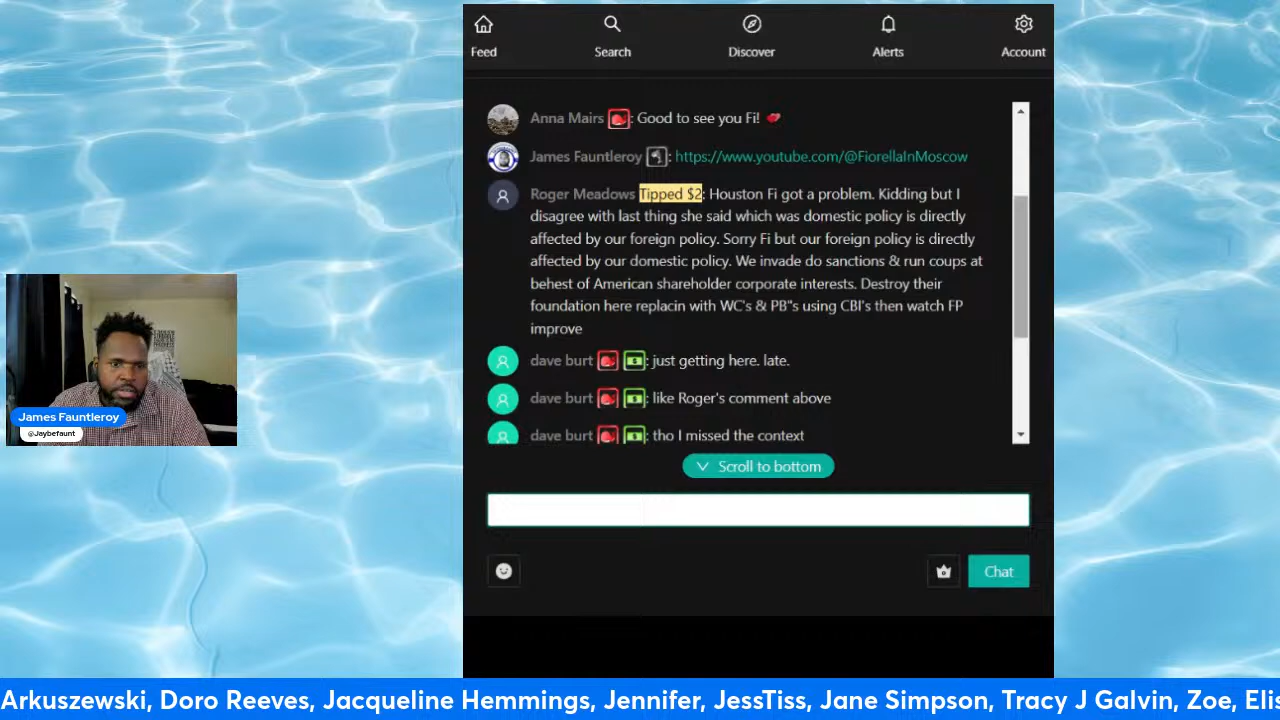 Feed
Search
Discover
Alerts
Account
Anna Mairs : Good to see you Fi!
James Fauntleroy : https://www.youtube.com/@FiorellaInMoscow
Roger Meadows Tipped $2: Houston Fi got a problem. Kidding but I
disagree with last thing she said which was domestic policy is directly
affected by our foreign policy. Sorry Fi but our foreign policy is directly
affected by our domestic policy. We invade do sanctions & run coups at
behest of American shareholder corporate interests. Destroy their
foundation here replacin with WC's & PB"s using CBI's then watch FP
improve
dave burt : just getting here. late.
dave burt : like Roger's comment above
dave burt : tho I missed the context
Scroll to bottom
Chat
James Fauntleroy
@Jaybefaunt
Arkuszewski, Doro Reeves, Jacqueline Hemmings, Jennifer, JessTiss, Jane Simpson, Tracy J Galvin, Zoe, Elis